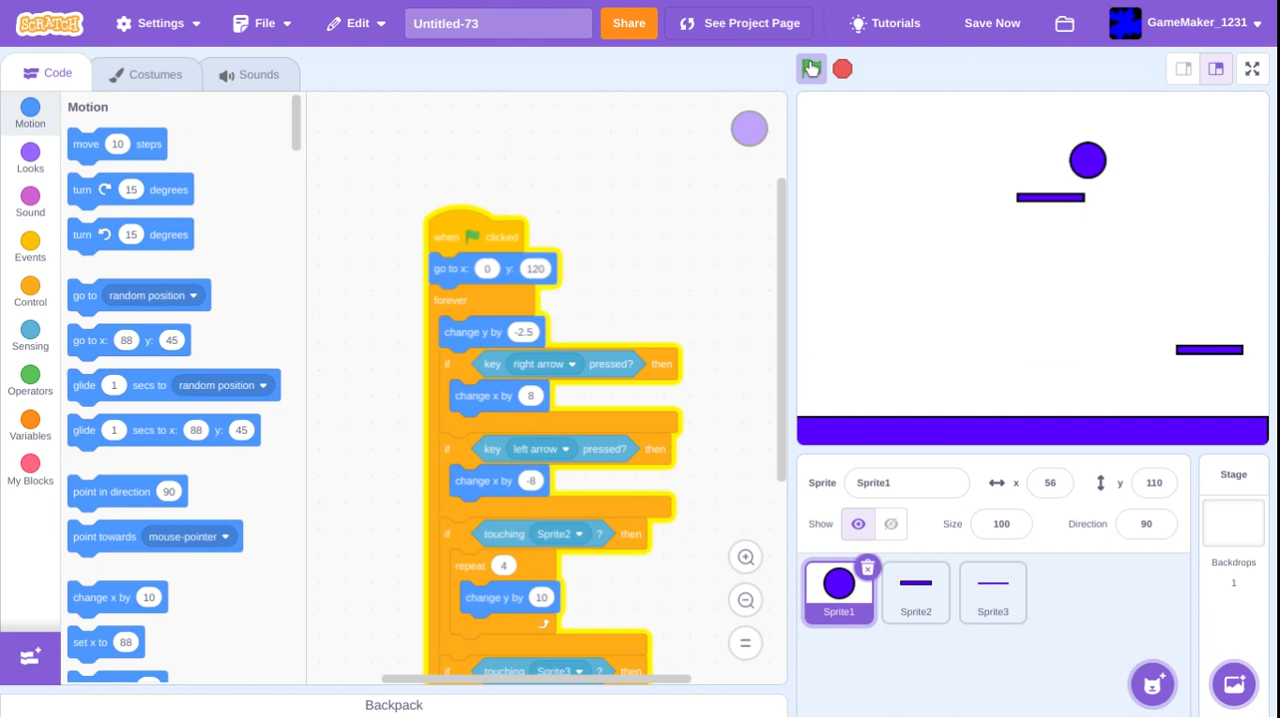 SCRATCH
Settings
File
Edit
Untitled-73
Share
See Project Page
Tutorials
Save Now
GameMaker_1231
Code
Costumes
Sounds
Motion
Looks
Sound
Events
Control
Sensing
Operators
Variables
My Blocks
Motion
move 10 steps
turn 15 degrees
turn 15 degrees
go to random position
go to x: 88 y: 45
glide 1 secs to random position
glide 1 secs to x: 88 y: 45
point in direction 90
point towards mouse-pointer
change x by 10
set x to 88
when clicked
go to x: 0 y: 120
forever
change y by -2.5
if key right arrow pressed? then
change x by 8
if key left arrow pressed? then
change x by -8
if touching Sprite2 ? then
repeat 4
change y by 10
if touching Sprite3 ? then
Sprite Sprite1 x 56 y 110
Show Size 100 Direction 90
Sprite1
Sprite2
Sprite3
Stage
Backdrops
1
Backpack